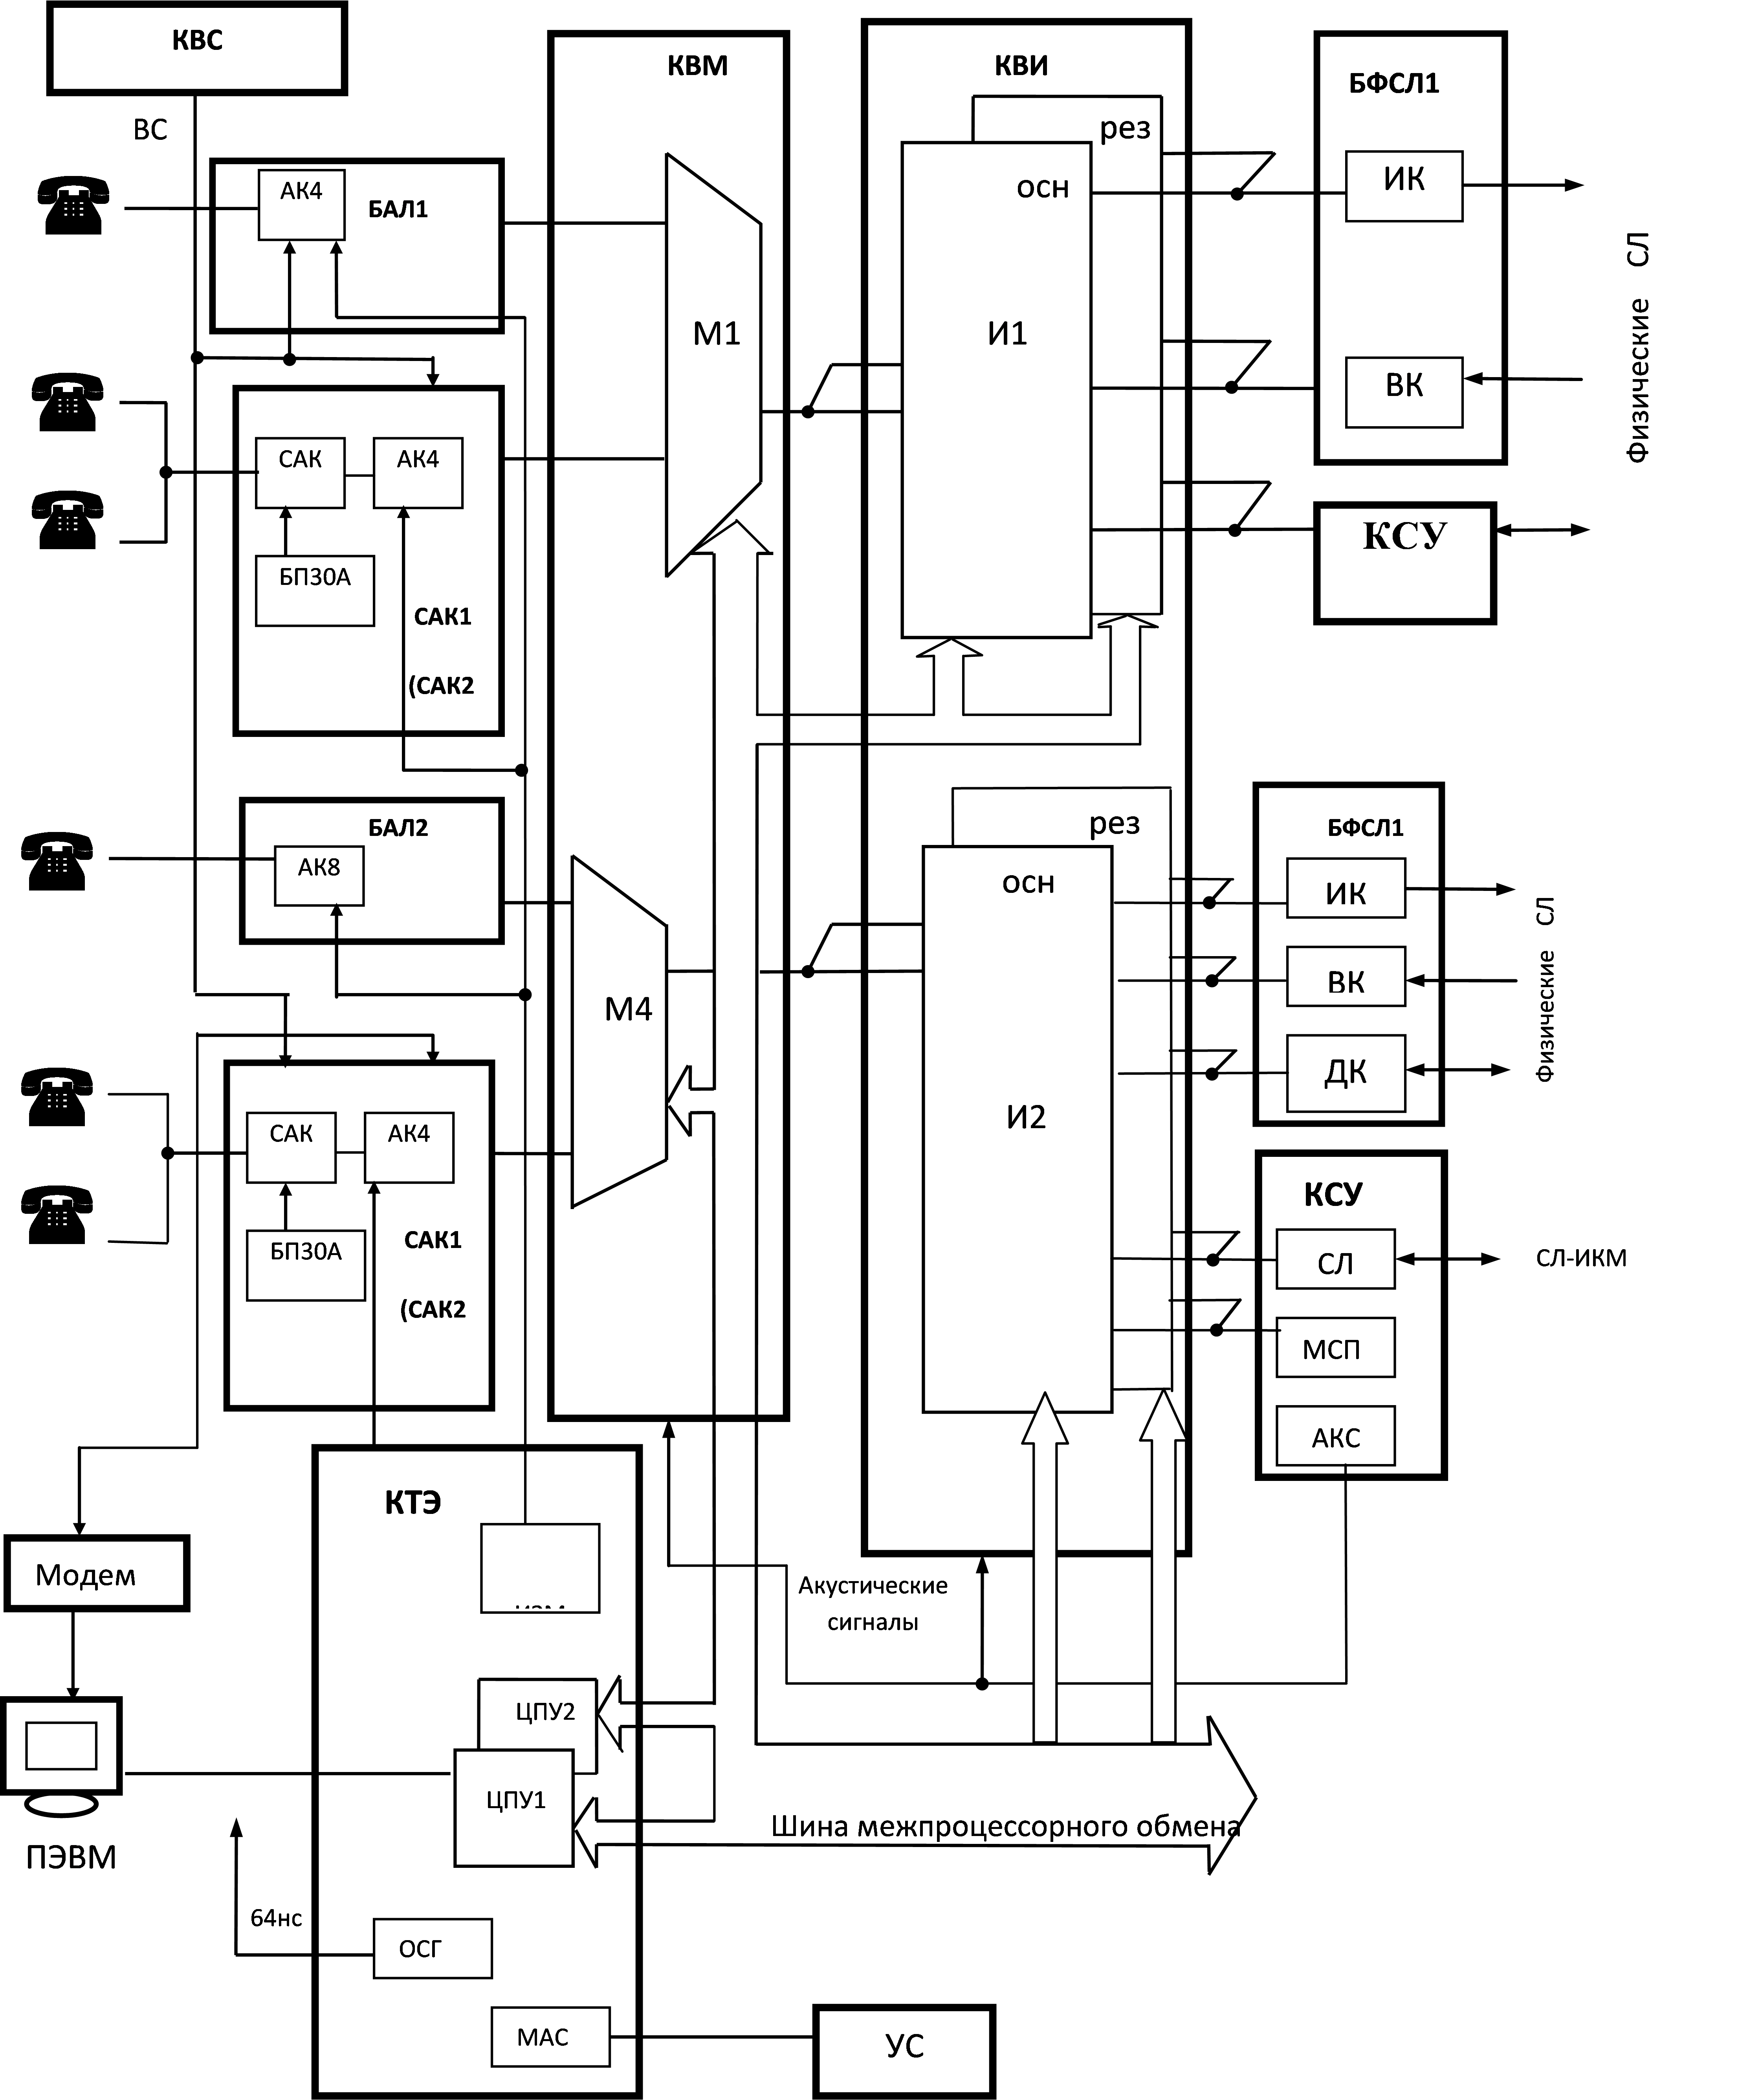 КВС
КВМ
КВИ
БФСЛ1
ВС
рез
АК4
БАЛ1
осн
ИК
Физические СЛ
М1
И1
ВК
САК
АК4
КСУ
БП30А
САК1
(САК2
БАЛ2
рез
БФСЛ1
АК8
осн
ИК
Физические СЛ
ВК
М4
ДК
И2
САК
АК4
КСУ
БП30А
САК1
СЛ
СЛ-ИКМ
(САК2
МСП
АКС
КТЭ
Модем
Акустические
сигналы
ЦПУ2
ЦПУ1
Шина межпроцессорного обмена
ПЭВМ
64нс
ОСГ
МАС
УС